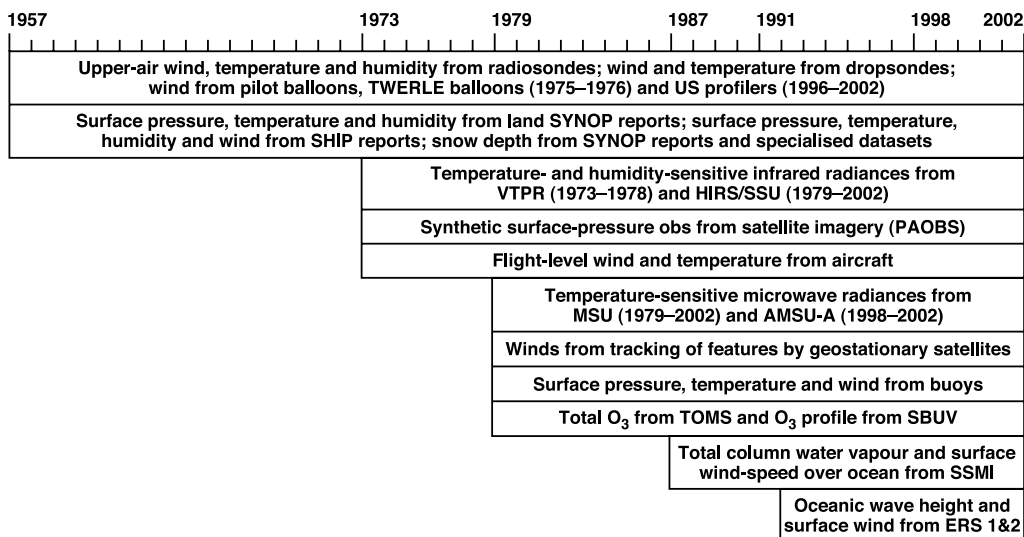 1957 1973 1979 1987 1991 1998 2002
Upper-air wind, temperature and humidity from radiosondes; wind and temperature from dropsondes;
wind from pilot balloons, TWERLE balloons (1975–1976) and US profilers (1996–2002)
Surface pressure, temperature and humidity from land SYNOP reports; surface pressure, temperature,
humidity and wind from SHIP reports; snow depth from SYNOP reports and specialised datasets
Temperature- and humidity-sensitive infrared radiances from
VTPR (1973–1978) and HIRS/SSU (1979–2002)
Synthetic surface-pressure obs from satellite imagery (PAOBS)
Flight-level wind and temperature from aircraft
Temperature-sensitive microwave radiances from
MSU (1979–2002) and AMSU-A (1998–2002)
Winds from tracking of features by geostationary satellites
Surface pressure, temperature and wind from buoys
Total O₃ from TOMS and O₃ profile from SBUV
Total column water vapour and surface
wind-speed over ocean from SSMI
Oceanic wave height and
surface wind from ERS 1&2